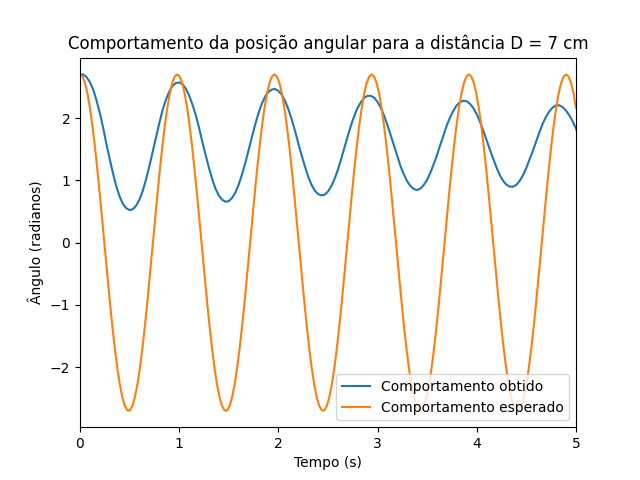 Comportamento da posição angular para a distância D = 7 cm
Ângulo (radianos)
2
1
0
−1
−2
0 1 2 3 4 5
Tempo (s)
Comportamento obtido
Comportamento esperado